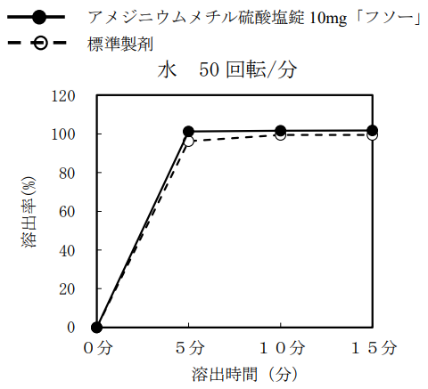 アメジニウムメチル硫酸塩錠 10mg「フソー」
標準製剤
水 50 回転/分
溶出率(%)
120
100
80
60
40
20
0
0分 5分 10分 15分
溶出時間(分)